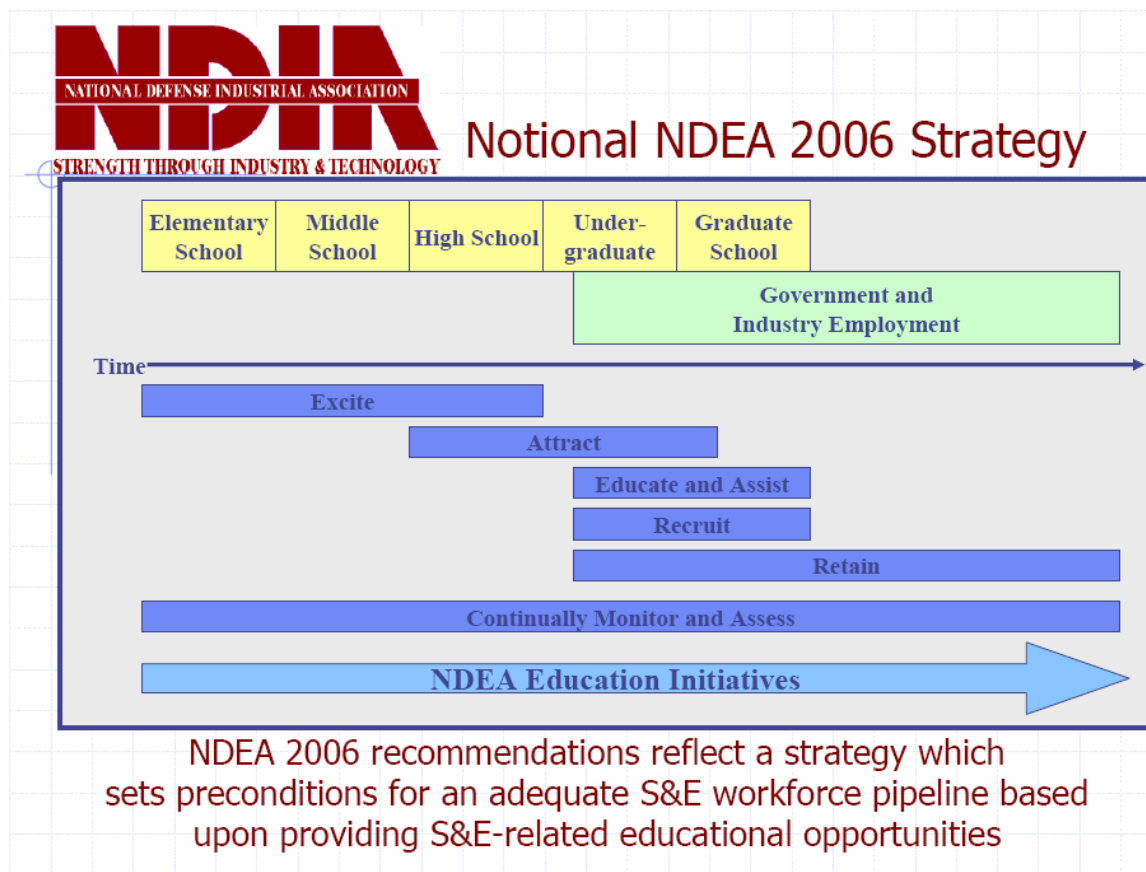 NDIA
NATIONAL DEFENSE INDUSTRIAL ASSOCIATION
STRENGTH THROUGH INDUSTRY & TECHNOLOGY
Notional NDEA 2006 Strategy
Elementary
School
Middle
School
High School
Under-
graduate
Graduate
School
Government and
Industry Employment
Time
Excite
Attract
Educate and Assist
Recruit
Retain
Continually Monitor and Assess
NDEA Education Initiatives
NDEA 2006 recommendations reflect a strategy which
sets preconditions for an adequate S&E workforce pipeline based
upon providing S&E-related educational opportunities